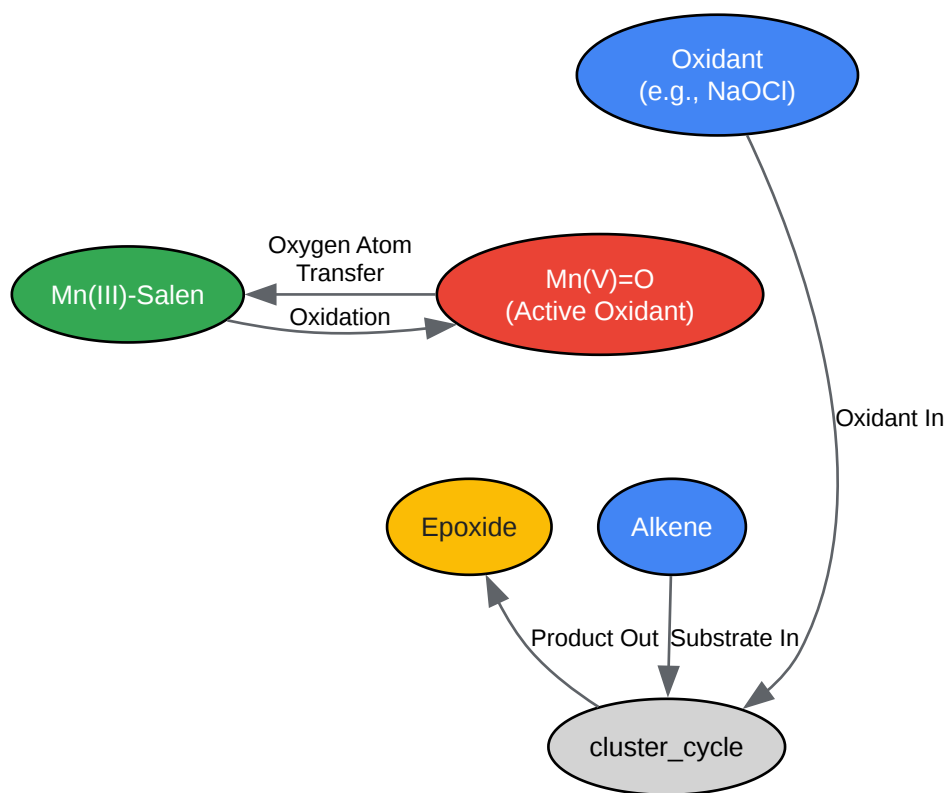 Oxidant
(e.g., NaOCl)
Oxygen Atom
Transfer
Mn(III)-Salen
Mn(V)=O
(Active Oxidant)
Oxidation
Oxidant In
Epoxide
Alkene
Product Out
Substrate In
cluster_cycle